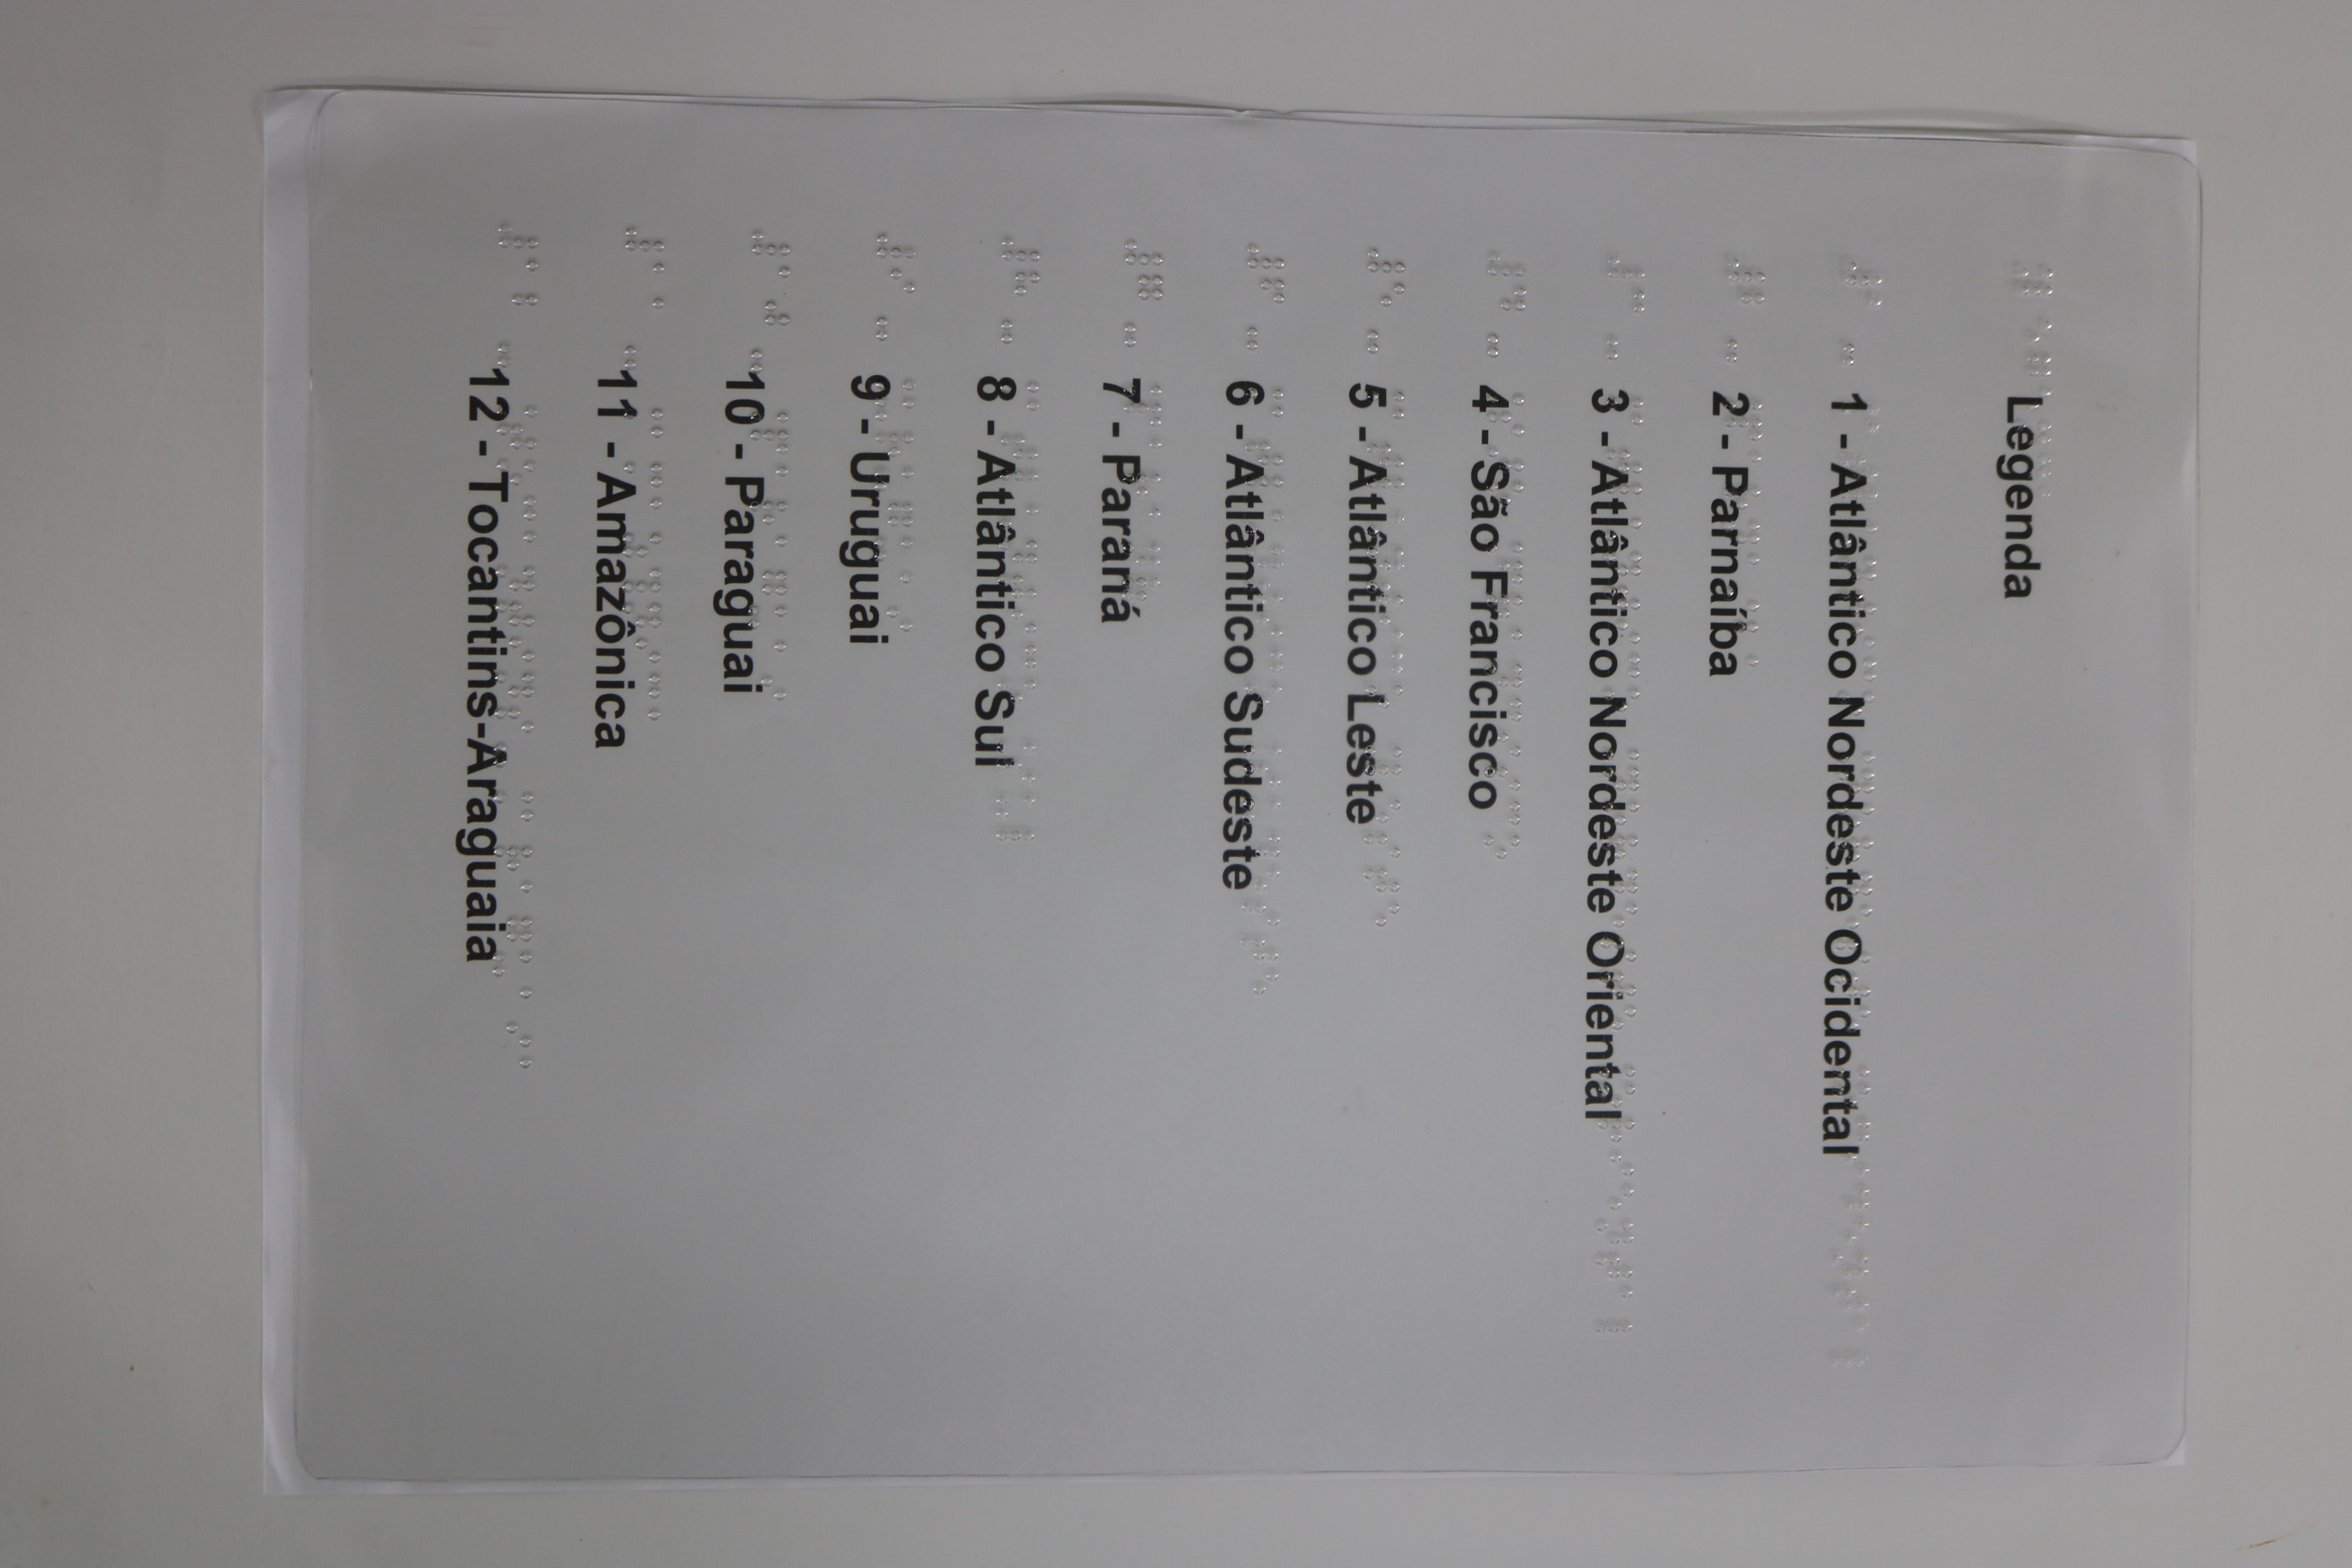 Legenda
1 - Atlântico Nordeste Ocidental
2 - Parnaíba
3 - Atlântico Nordeste Oriental
4 - São Francisco
5 - Atlântico Leste
6 - Atlântico Sudeste
7 - Paraná
8 - Atlântico Sul
9 - Uruguai
10 - Paraguai
11 - Amazônica
12 - Tocantins-Araguaia